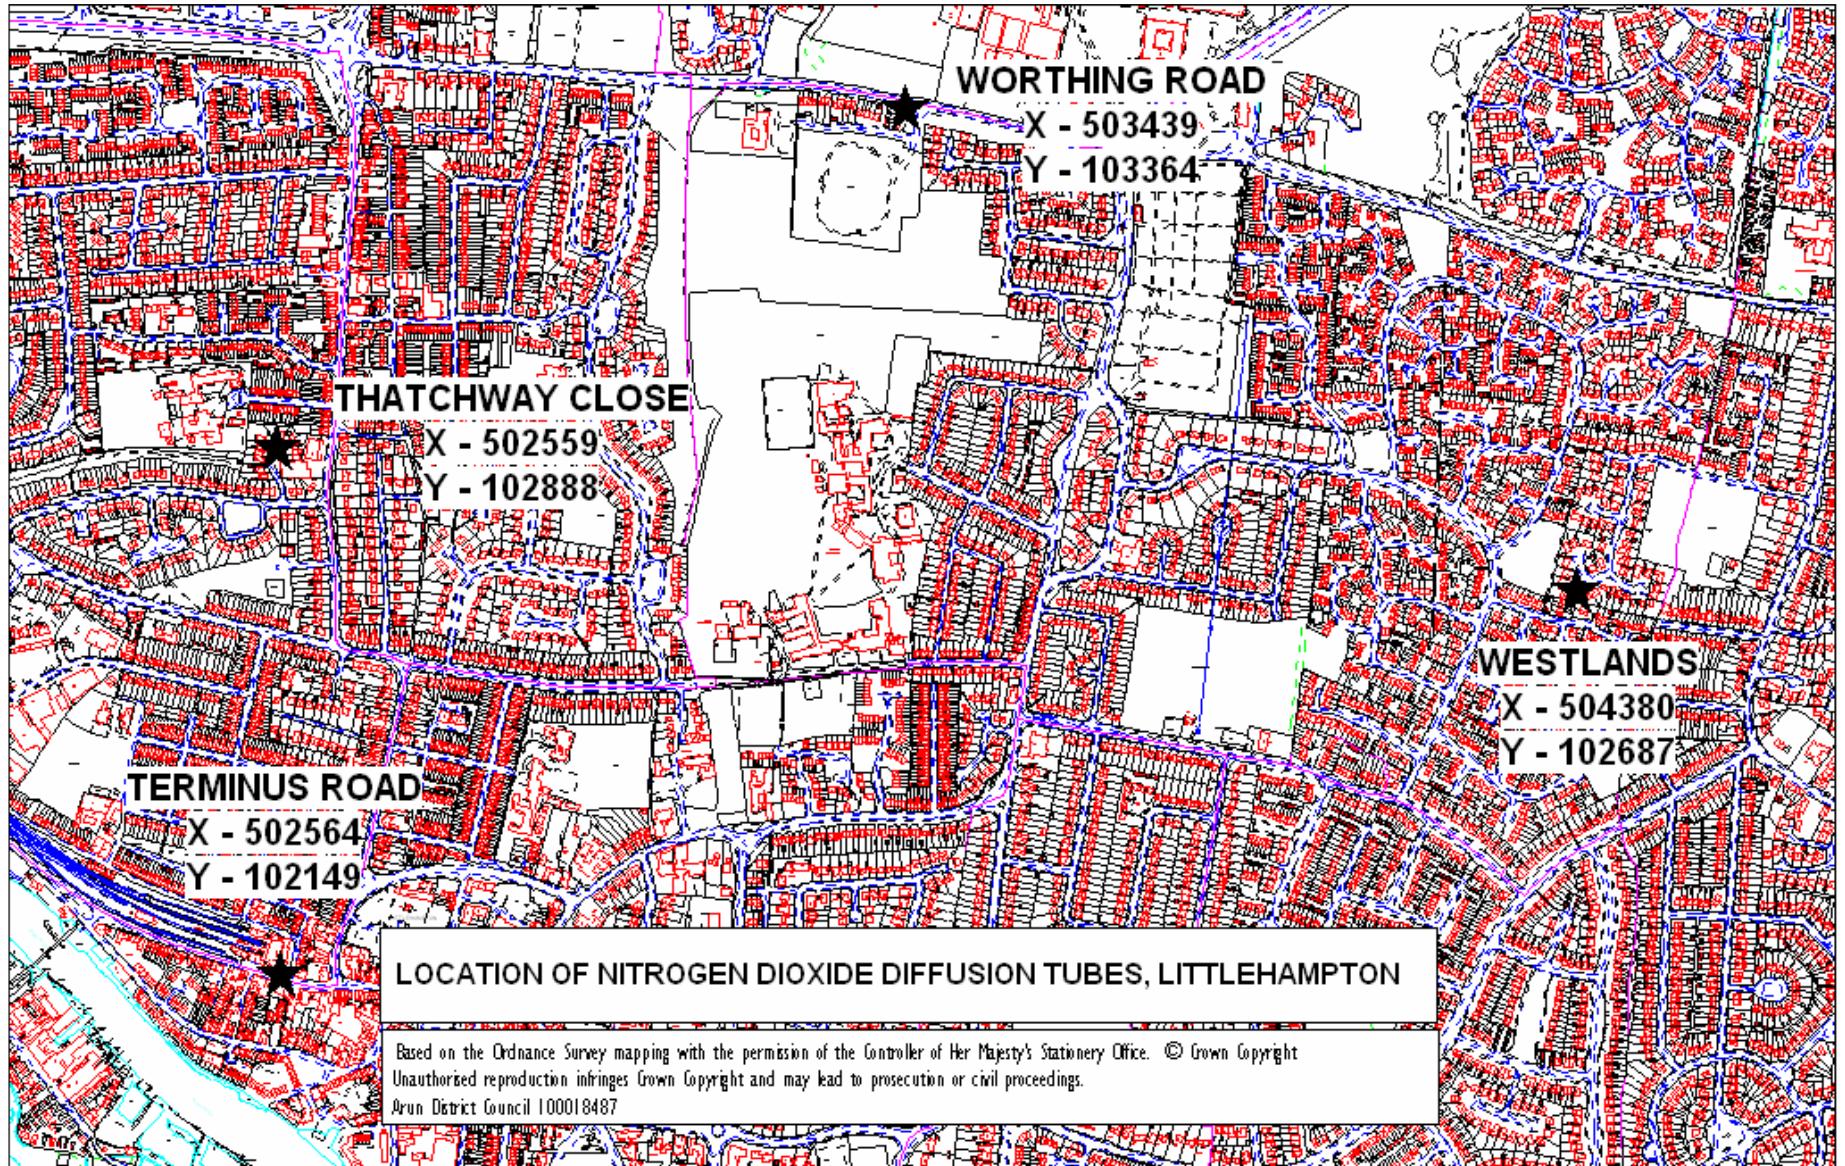 WORTHING ROAD
X - 503439
Y - 103364
THATCHWAY CLOSE
X - 502559
Y - 102888
WESTLANDS
X - 504380
Y - 102687
TERMINUS ROAD
X - 502564
Y - 102149
LOCATION OF NITROGEN DIOXIDE DIFFUSION TUBES, LITTLEHAMPTON
Based on the Ordnance Survey mapping with the permission of the Controller of Her Majesty's Stationery Office. © Crown Copyright
Unauthorised reproduction infringes Crown Copyright and may lead to prosecution or civil proceedings.
Arun District Council 100018487